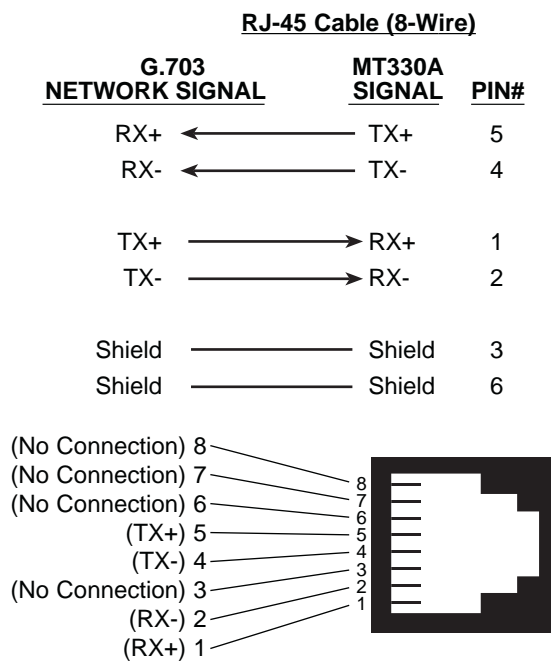 RJ-45 Cable (8-Wire)
G.703 MT330A
NETWORK SIGNAL SIGNAL PIN#
RX+ TX+ 5
RX- TX- 4
TX+ RX+ 1
TX- RX- 2
Shield Shield 3
Shield Shield 6
(No Connection) 8
(No Connection) 7
(No Connection) 6
(TX+) 5
(TX-) 4
(No Connection) 3
(RX-) 2
(RX+) 1
8
7
6
5
4
3
2
1